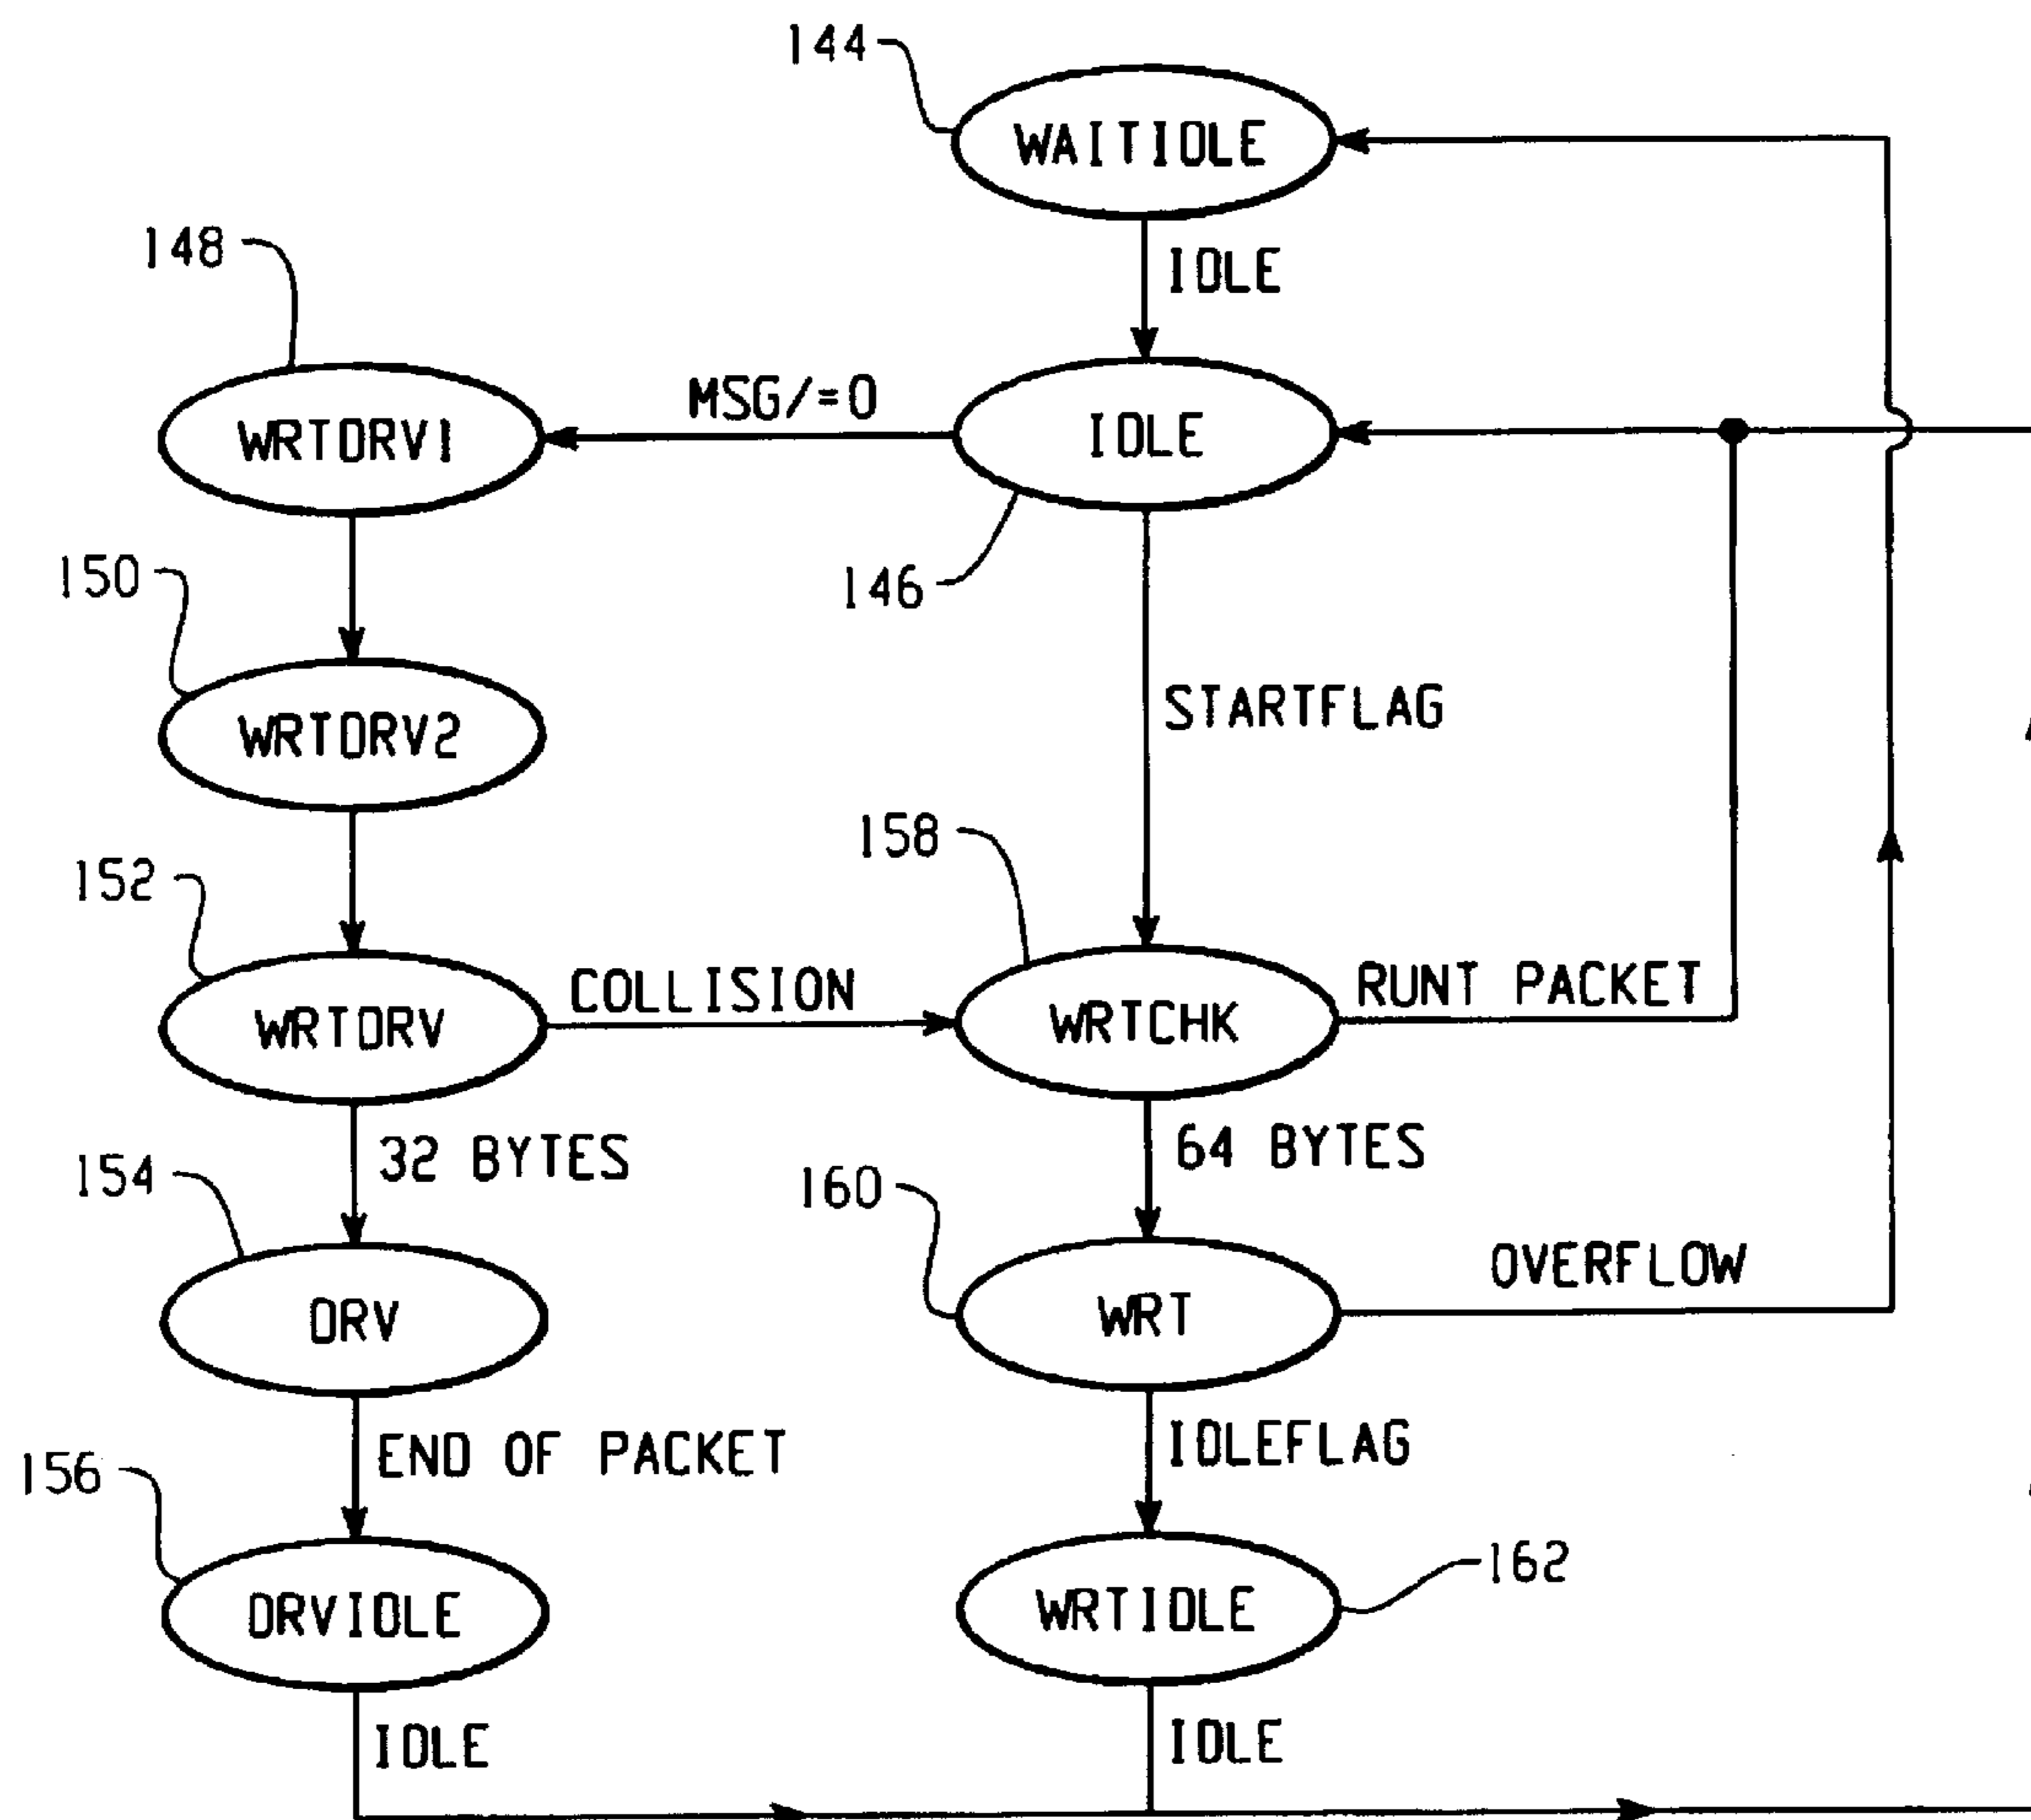 144
WAITIDLE
148
IDLE
MSG/=0
WRTDRV1
IDLE
150
146
WRTDRV2
STARTFLAG
158
152
COLLISION
RUNT PACKET
WRTDRV
WRTCHK
32 BYTES
64 BYTES
154
160
OVERFLOW
DRV
WRT
END OF PACKET
IDLEFLAG
156
162
DRVIDLE
WRTIDLE
IDLE
IDLE